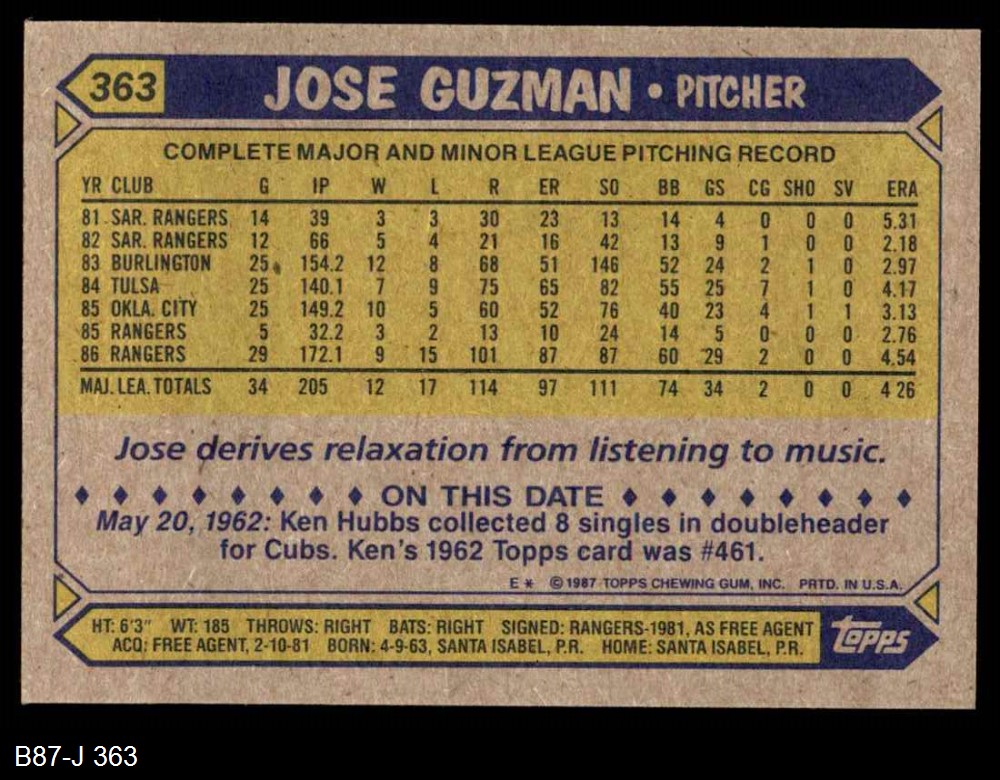 363 JOSE GUZMAN • PITCHER
COMPLETE MAJOR AND MINOR LEAGUE PITCHING RECORD
YR CLUB G IP W L R ER SO BB GS CG SHO SV ERA
81 SAR. RANGERS 14 39 3 3 30 23 13 14 4 0 0 0 5.31
82 SAR. RANGERS 12 66 5 4 21 16 42 13 9 1 0 0 2.18
83 BURLINGTON 25 154.2 12 8 68 51 146 52 24 2 1 0 2.97
84 TULSA 25 140.1 7 9 75 65 82 55 25 7 1 0 4.17
85 OKLA. CITY 25 149.2 10 5 60 52 76 40 23 4 1 1 3.13
85 RANGERS 5 32.2 3 2 13 10 24 14 5 0 0 0 2.76
86 RANGERS 29 172.1 9 15 101 87 87 60 29 2 0 0 4.54
MAJ. LEA. TOTALS 34 205 12 17 114 97 111 74 34 2 0 0 4 26
Jose derives relaxation from listening to music.
♦ ♦ ♦ ♦ ♦ ♦ ♦ ♦ ON THIS DATE ♦ ♦ ♦ ♦ ♦ ♦ ♦ ♦
May 20, 1962: Ken Hubbs collected 8 singles in doubleheader
for Cubs. Ken's 1962 Topps card was #461.
E * © 1987 TOPPS CHEWING GUM, INC. PRTD. IN U.S.A.
HT: 6'3" WT: 185 THROWS: RIGHT BATS: RIGHT SIGNED: RANGERS-1981, AS FREE AGENT
ACQ: FREE AGENT, 2-10-81 BORN: 4-9-63, SANTA ISABEL, P.R. HOME: SANTA ISABEL, P.R.
topps
B87-J 363